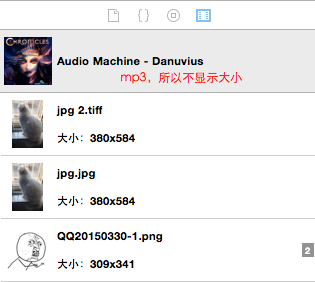 CHRONICLES
Audio Machine - Danuvius
mp3，所以不显示大小
jpg 2.tiff
大小：380x584
jpg.jpg
大小：380x584
QQ20150330-1.png
2
大小：309x341